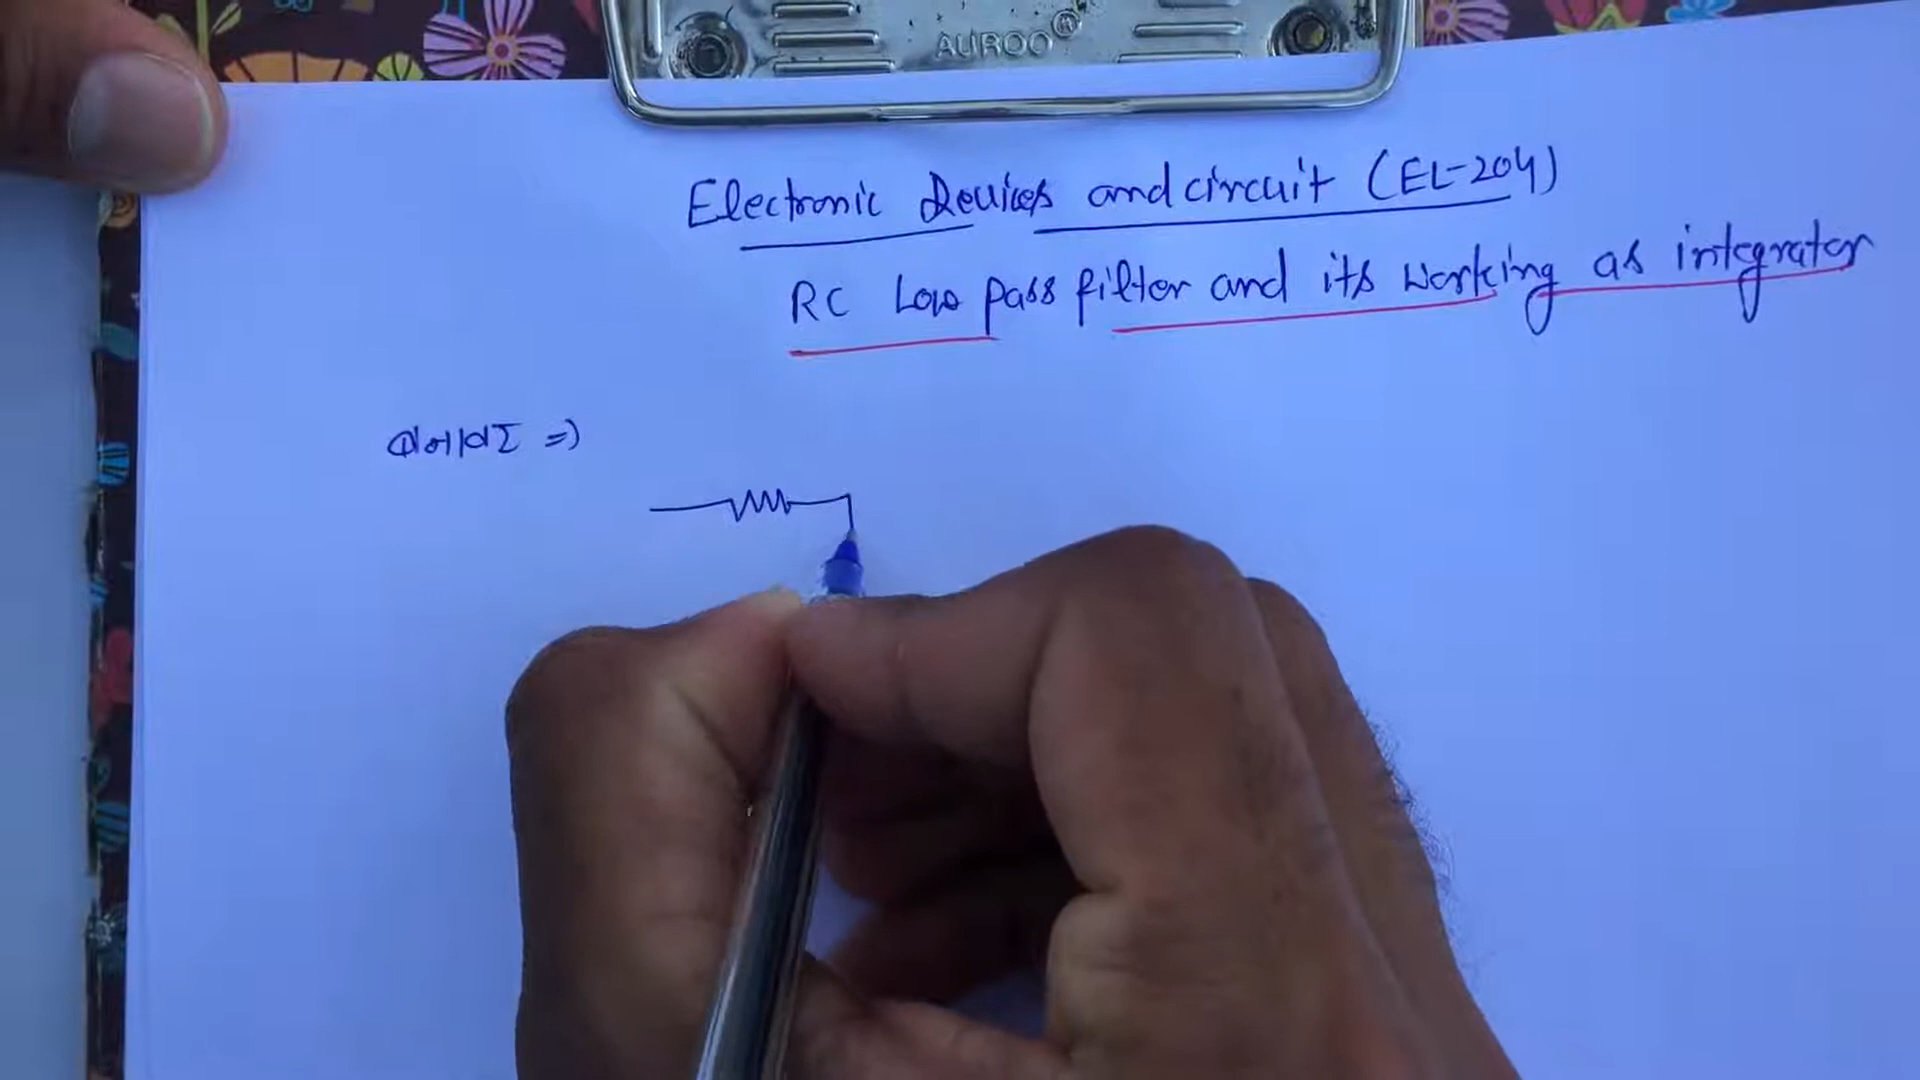 AUROO®
Electronic Devices and circuit (EL-204)
RC Low pass filter and its working as integrator
=)